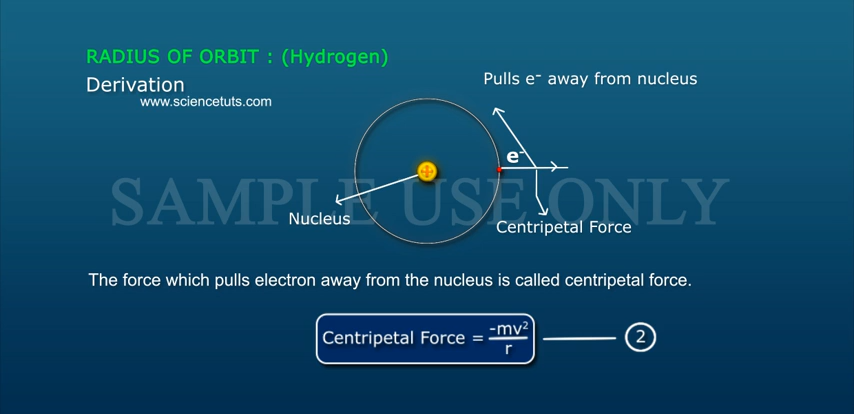 RADIUS OF ORBIT : (Hydrogen)
Derivation
www.sciencetuts.com
Pulls e⁻ away from nucleus
e⁻
SAMPLE USE ONLY
Nucleus
Centripetal Force
The force which pulls electron away from the nucleus is called centripetal force.
Centripetal Force = -mv²/r
2